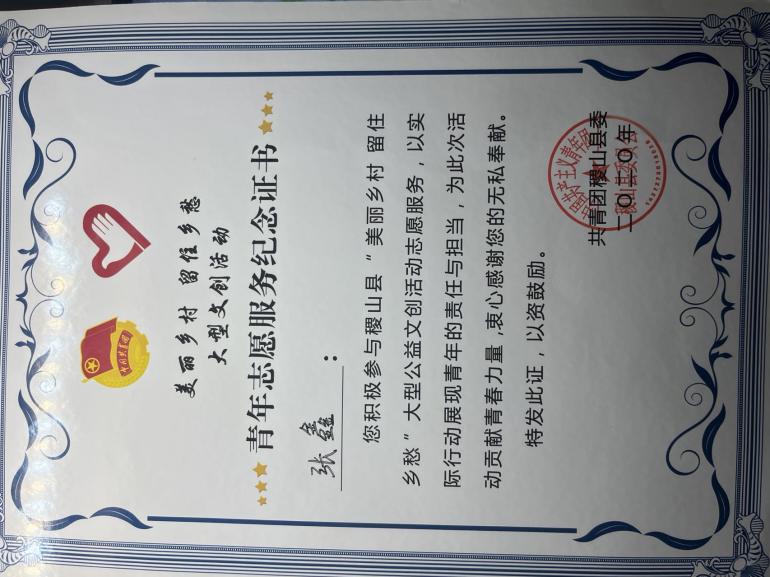 美丽乡村 留住乡愁
大型文创活动
青年志愿服务纪念证书
张鑫：
您积极参与稷山县“美丽乡村 留住
乡愁”大型公益文创活动志愿服务，以实
际行动展现青年的责任与担当，为此次活
动贡献青春力量，衷心感谢您的无私奉献。
特发此证，以资鼓励。
共青团稷山县委
二〇二〇年